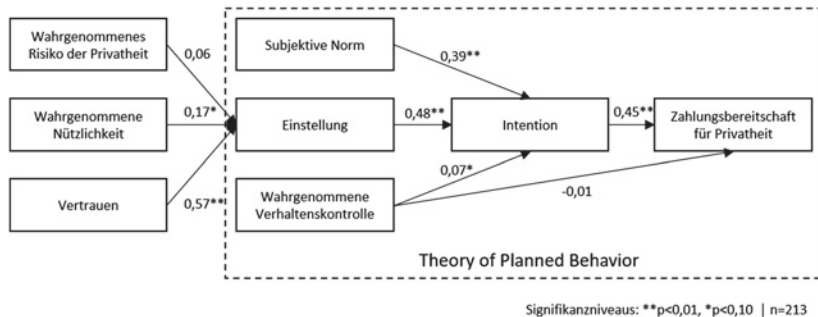 Wahrgenommenes
Risiko der Privatheit
0,06
Subjektive Norm
0,39**
Wahrgenommene
Nützlichkeit
0,17*
Einstellung
0,48**
Intention
0,45**
Zahlungsbereitschaft
für Privatheit
Vertrauen
0,57**
Wahrgenommene
Verhaltenskontrolle
0,07*
-0,01
Theory of Planned Behavior
Signifikanzniveaus: **p<0,01, *p<0,10 | n=213